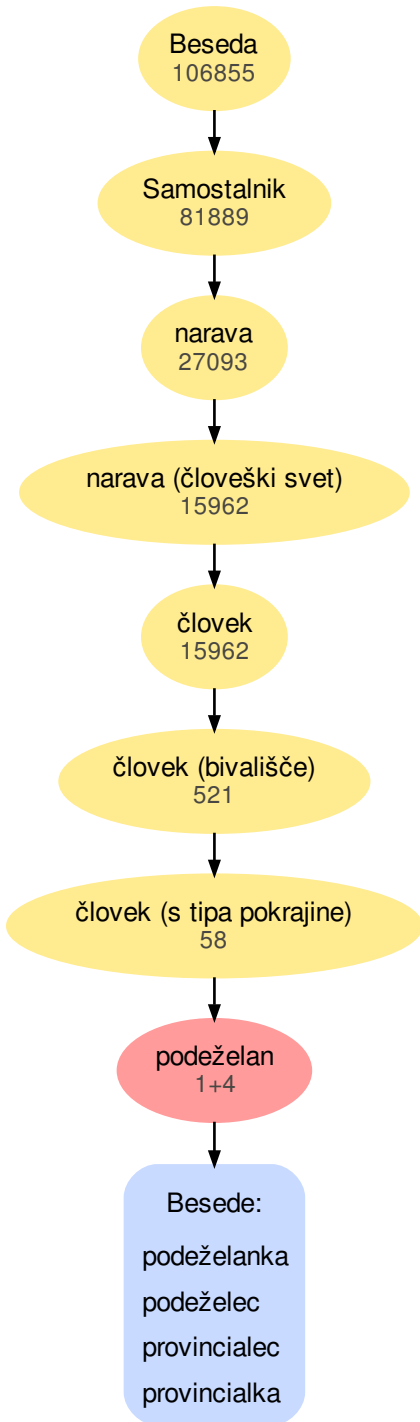 Beseda
106855
Samostalnik
81889
narava
27093
narava (človeški svet)
15962
človek
15962
človek (bivališče)
521
človek (s tipa pokrajine)
58
podeželan
1+4
Besede:
podeželanka
podeželec
provincialec
provincialka